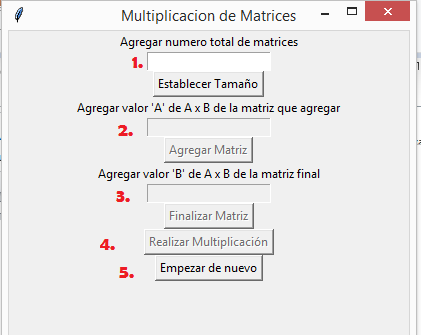 Multiplicacion de Matrices
Agregar numero total de matrices
1.
Establecer Tamaño
Agregar valor 'A' de A x B de la matriz que agregar
2.
Agregar Matriz
Agregar valor 'B' de A x B de la matriz final
3.
Finalizar Matriz
4. Realizar Multiplicación
5. Empezar de nuevo